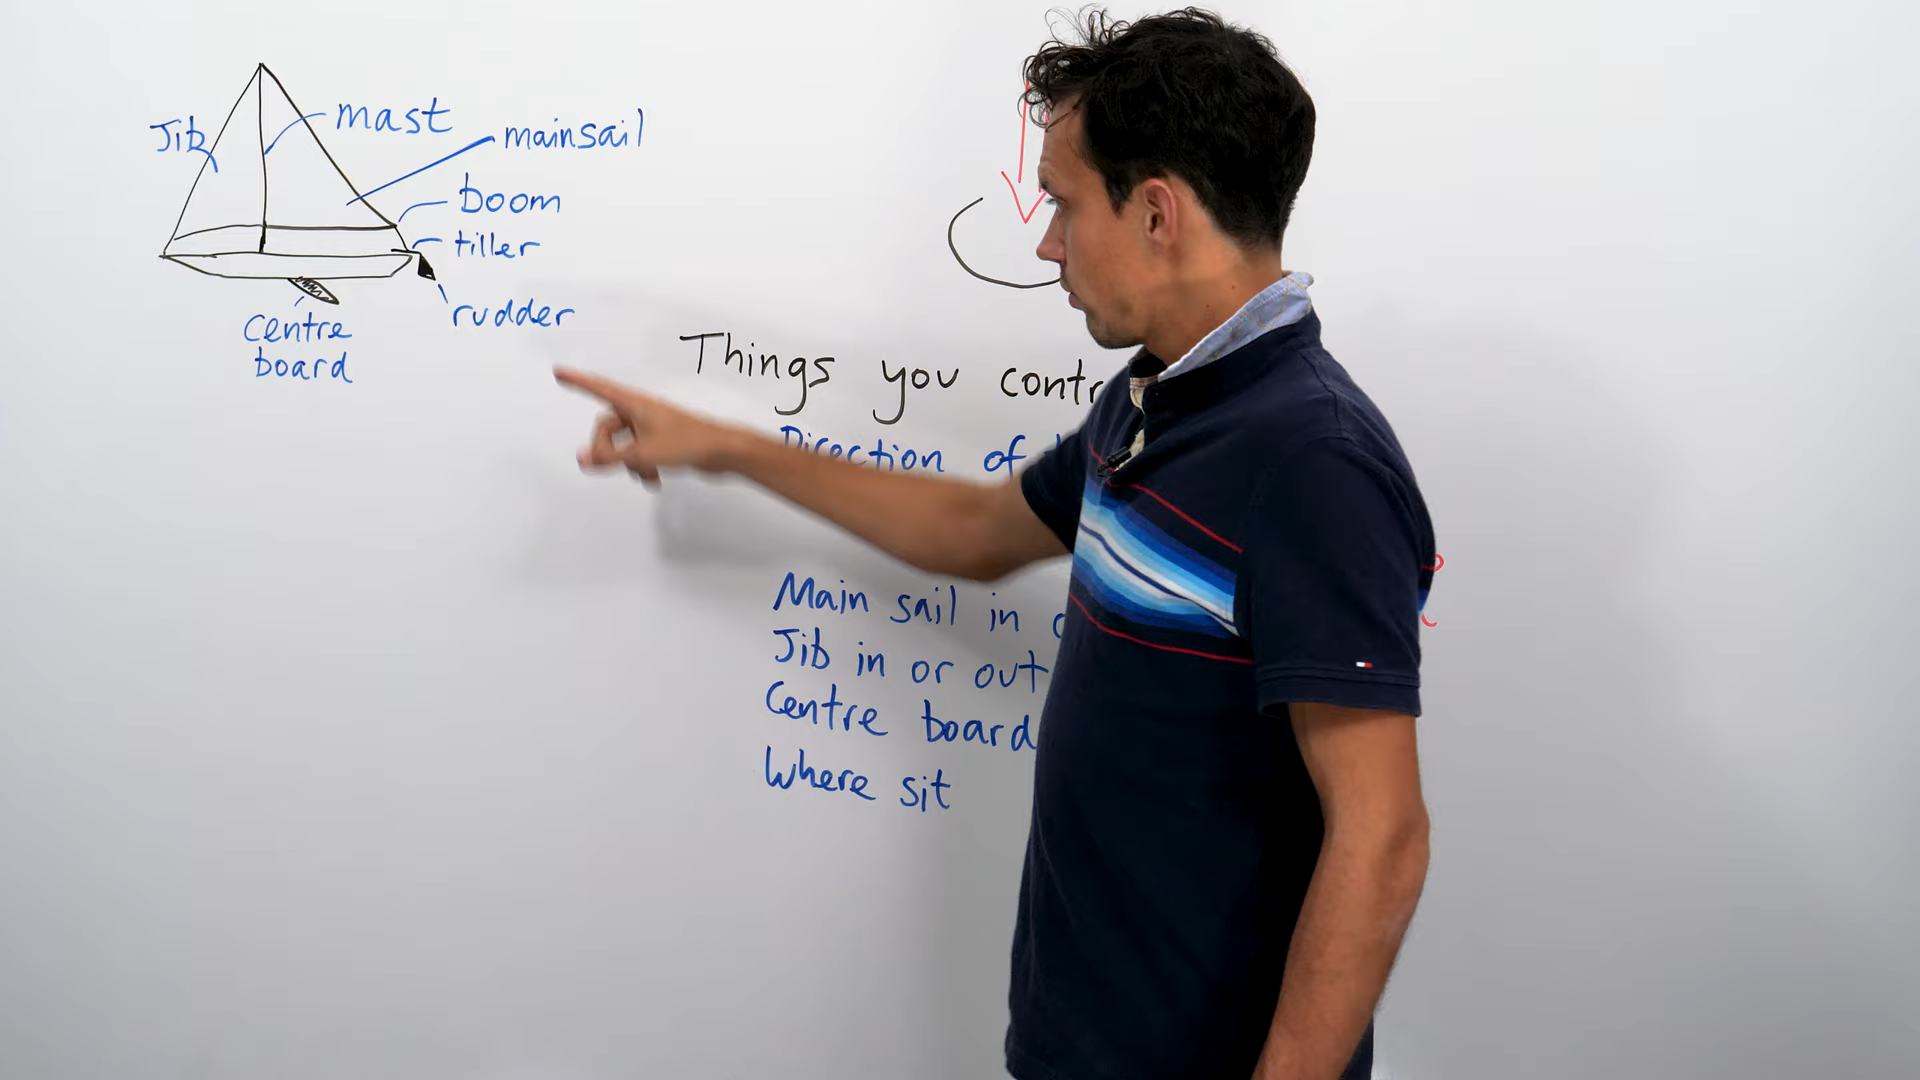 Jib
mast
mainsail
boom
tiller
rudder
Centre
board
Things you contr
Direction of
Main sail in
Jib in or out
Centre board
Where sit